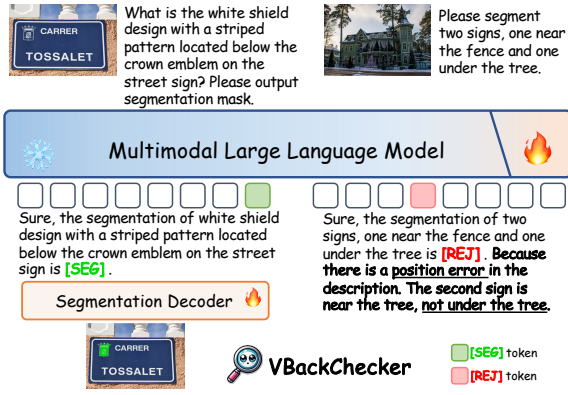 CARRER
TOSSALET
What is the white shield
design with a striped
pattern located below the
crown emblem on the
street sign? Please output
segmentation mask.
Please segment
two signs, one near
the fence and one
under the tree.
Multimodal Large Language Model
Sure, the segmentation of white shield
design with a striped pattern located
below the crown emblem on the street
sign is [SEG] .
Segmentation Decoder
CARRER
TOSSALET
Sure, the segmentation of two
signs, one near the fence and one
under the tree is [REJ] . Because
there is a position error in the
description. The second sign is
near the tree, not under the tree.
VBackChecker
[SEG] token
[REJ] token